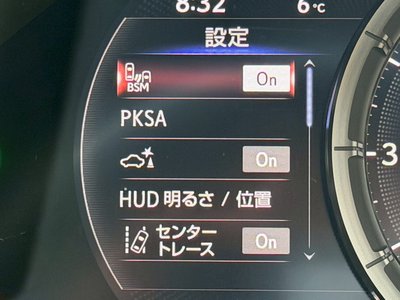 8:32
6℃
設定
BSM
On
PKSA
On
HUD 明るさ / 位置
センター
トレース
On
3